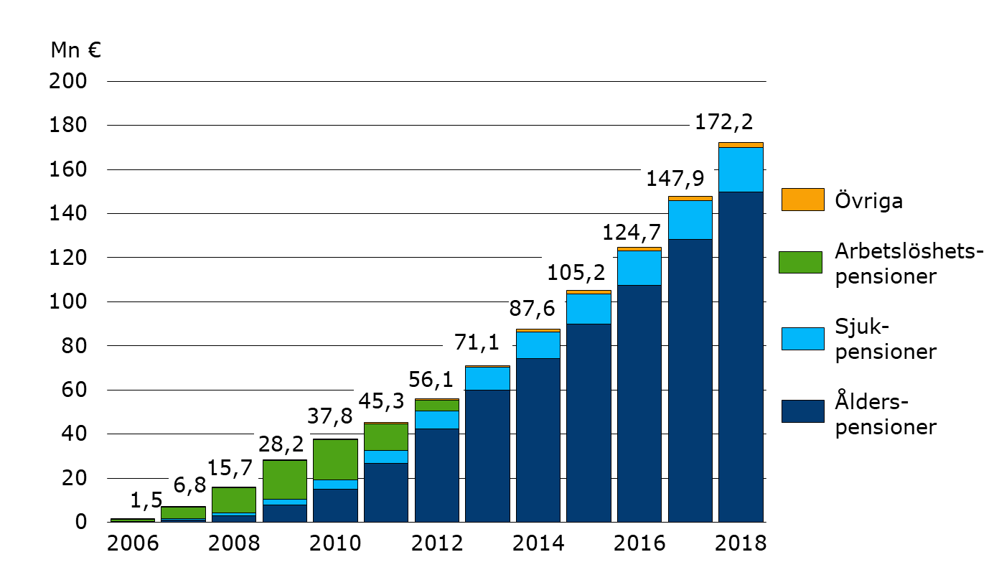 Mn €
200
180
160
140
120
100
80
60
40
20
0
1,5
6,8
15,7
28,2
37,8
45,3
56,1
71,1
87,6
105,2
124,7
147,9
172,2
2006 2008 2010 2012 2014 2016 2018
Övriga
Arbetslöshets-
pensioner
Sjuk-
pensioner
Ålders-
pensioner